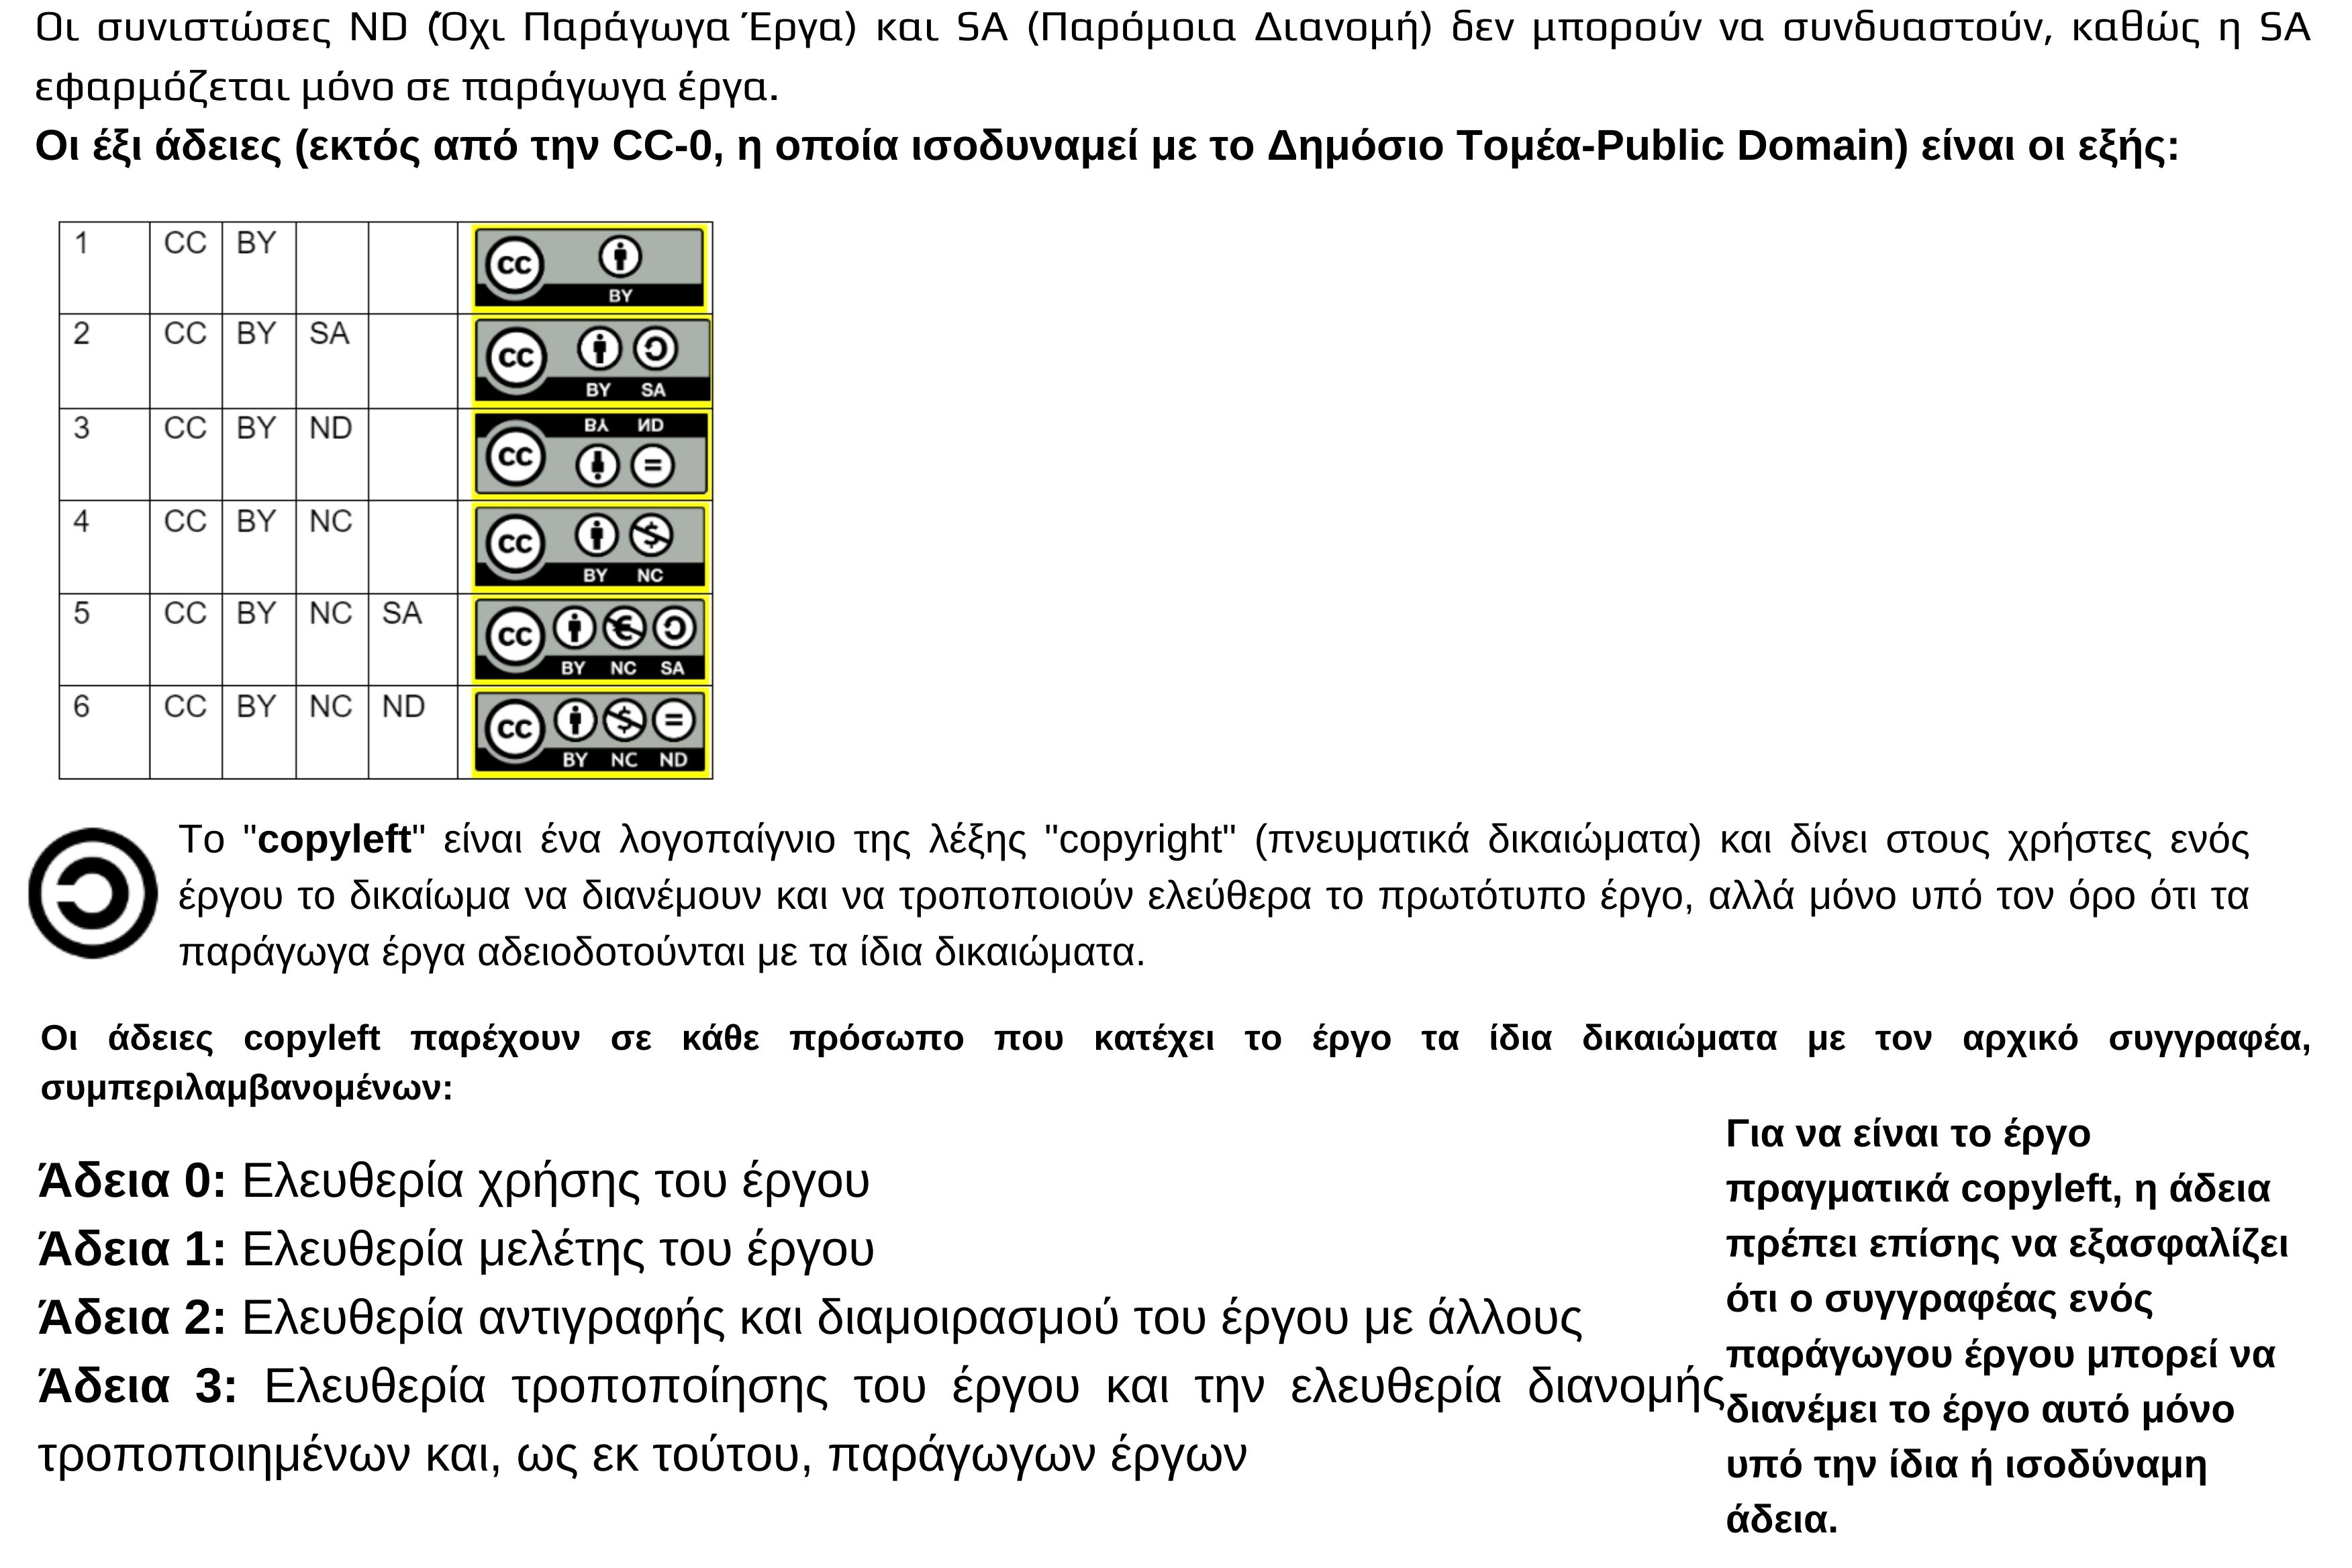 Οι συνιστώσες ND (Όχι Παράγωγα Έργα) και SA (Παρόμοια Διανομή) δεν μπορούν να συνδυαστούν, καθώς η SA
εφαρμόζεται μόνο σε παράγωγα έργα.
Οι έξι άδειες (εκτός από την CC-0, η οποία ισοδυναμεί με το Δημόσιο Τομέα-Public Domain) είναι οι εξής:
1 CC BY
cc
BY
2 CC BY SA
cc
BY SA
3 CC BY ND
BY ND
cc =
4 CC BY NC
cc $
BY NC
5 CC BY NC SA
cc €
BY NC SA
6 CC BY NC ND
cc $ =
BY NC ND
Το "copyleft" είναι ένα λογοπαίγνιο της λέξης "copyright" (πνευματικά δικαιώματα) και δίνει στους χρήστες ενός
έργου το δικαίωμα να διανέμουν και να τροποποιούν ελεύθερα το πρωτότυπο έργο, αλλά μόνο υπό τον όρο ότι τα
παράγωγα έργα αδειοδοτούνται με τα ίδια δικαιώματα.
Οι άδειες copyleft παρέχουν σε κάθε πρόσωπο που κατέχει το έργο τα ίδια δικαιώματα με τον αρχικό συγγραφέα,
συμπεριλαμβανομένων:
Άδεια 0: Ελευθερία χρήσης του έργου
Άδεια 1: Ελευθερία μελέτης του έργου
Άδεια 2: Ελευθερία αντιγραφής και διαμοιρασμού του έργου με άλλους
Άδεια 3: Ελευθερία τροποποίησης του έργου και την ελευθερία διανομής
τροποποιημένων και, ως εκ τούτου, παράγωγων έργων
Για να είναι το έργο
πραγματικά copyleft, η άδεια
πρέπει επίσης να εξασφαλίζει
ότι ο συγγραφέας ενός
παράγωγου έργου μπορεί να
διανέμει το έργο αυτό μόνο
υπό την ίδια ή ισοδύναμη
άδεια.